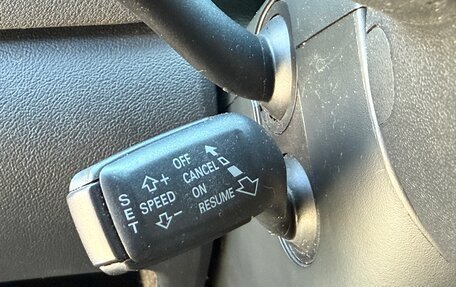 OFF
CANCEL
+
SPEED
ON
-
RESUME
SET